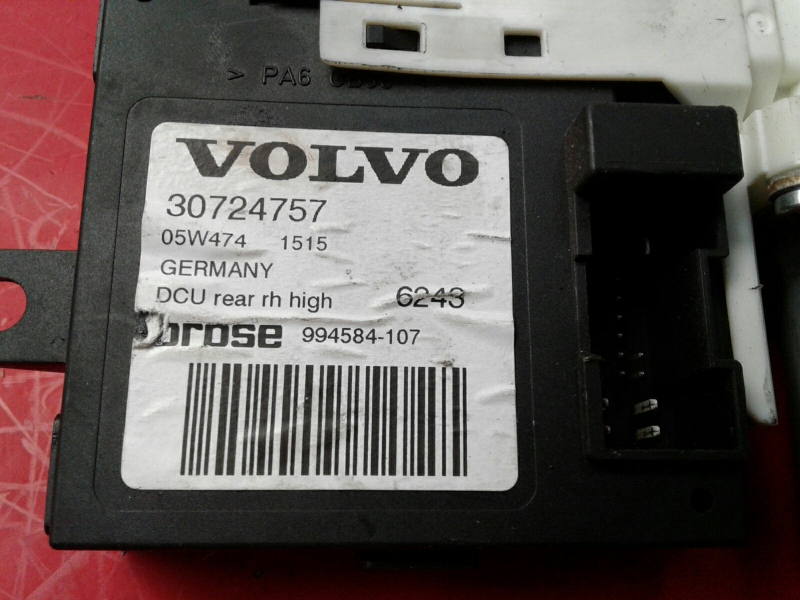 > PA6
VOLVO
30724757
05W474 1515
GERMANY
DCU rear rh high 6243
brose 994584-107